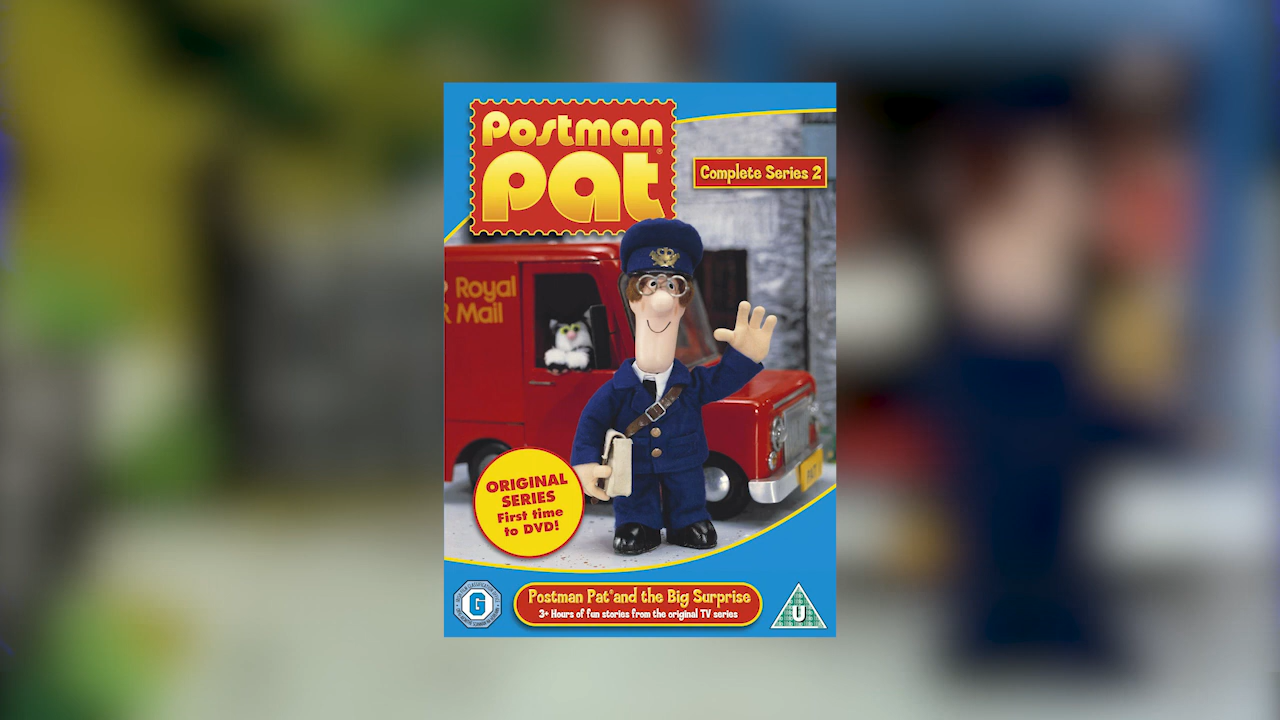 Postman
Pat®
Complete Series 2
Royal
Mail
ORIGINAL
SERIES
First time
to DVD!
Postman Pat® and the Big Surprise
3+ Hours of fun stories from the original TV series
G
U